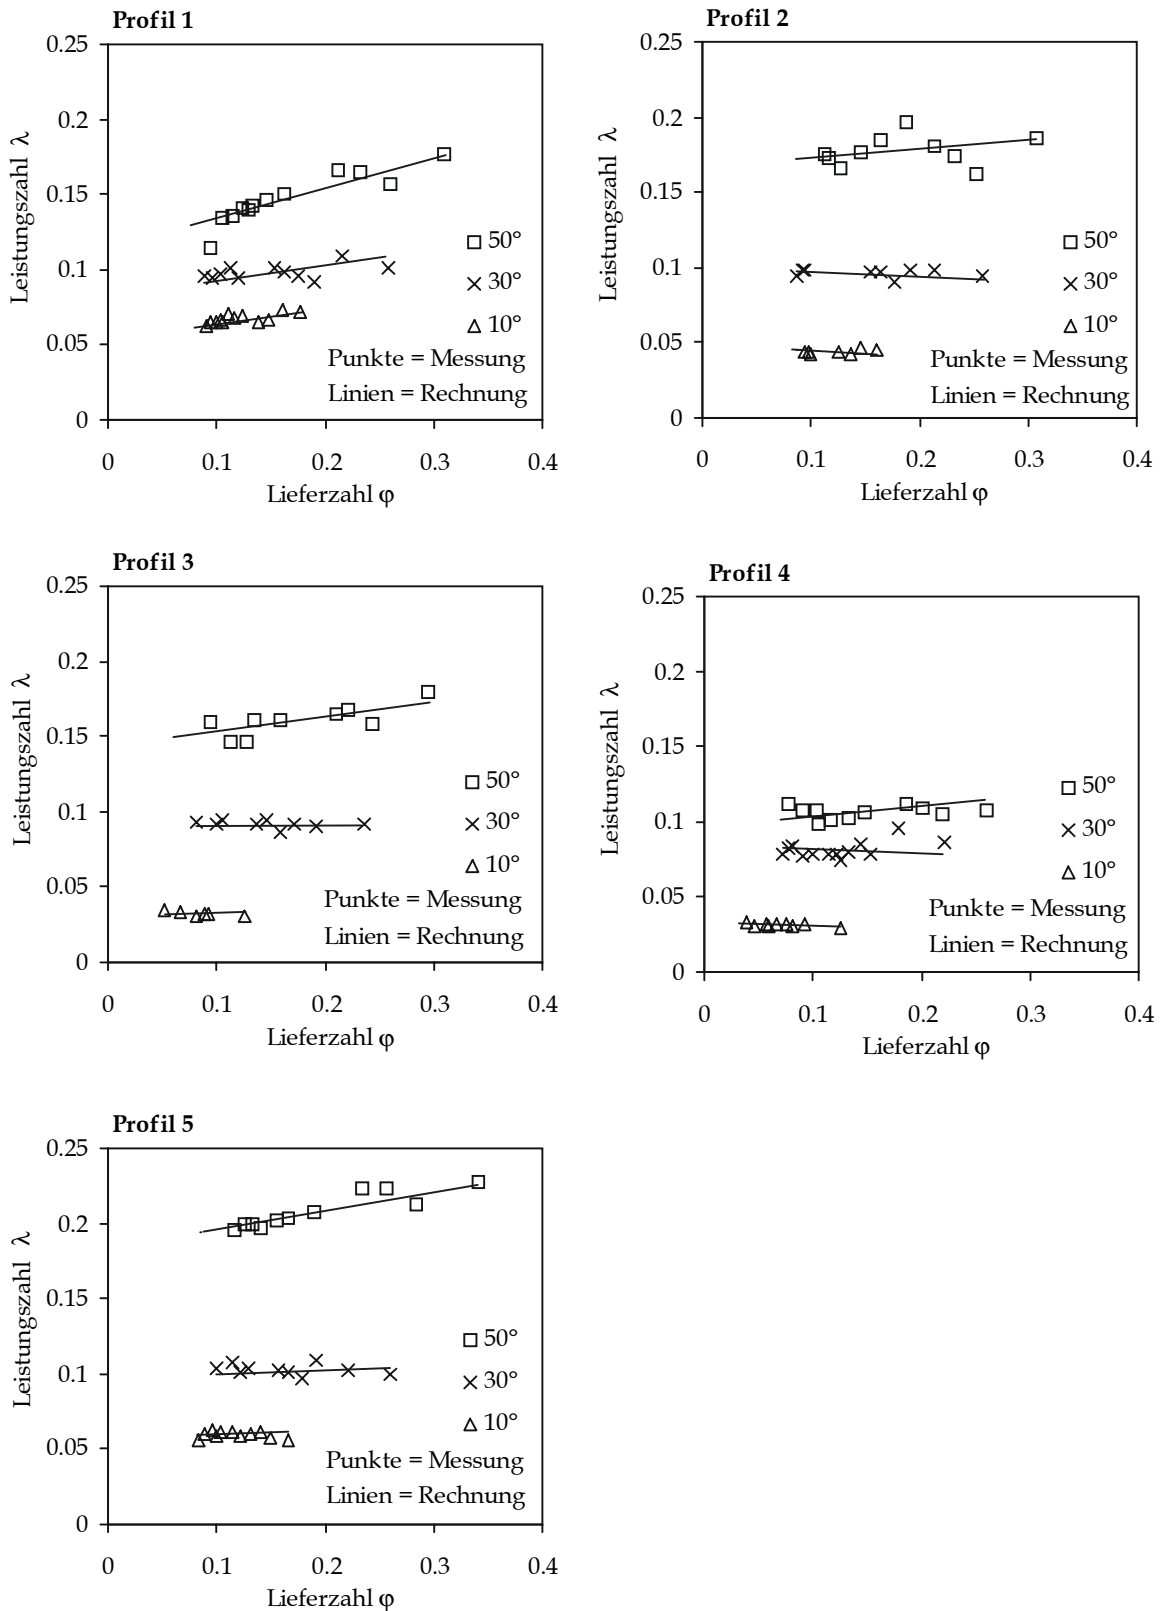 Profil 1
0.25
0.2
0.15
0.1
0.05
0
0 0.1 0.2 0.3 0.4
Leistungszahl λ
Lieferzahl φ
50°
30°
10°
Punkte = Messung
Linien = Rechnung
Profil 2
0.25
0.2
0.15
0.1
0.05
0
0 0.1 0.2 0.3 0.4
Leistungszahl λ
Lieferzahl φ
50°
30°
10°
Punkte = Messung
Linien = Rechnung
Profil 3
0.25
0.2
0.15
0.1
0.05
0
0 0.1 0.2 0.3 0.4
Leistungszahl λ
Lieferzahl φ
50°
30°
10°
Punkte = Messung
Linien = Rechnung
Profil 4
0.25
0.2
0.15
0.1
0.05
0
0 0.1 0.2 0.3 0.4
Leistungszahl λ
Lieferzahl φ
50°
30°
10°
Punkte = Messung
Linien = Rechnung
Profil 5
0.25
0.2
0.15
0.1
0.05
0
0 0.1 0.2 0.3 0.4
Leistungszahl λ
Lieferzahl φ
50°
30°
10°
Punkte = Messung
Linien = Rechnung